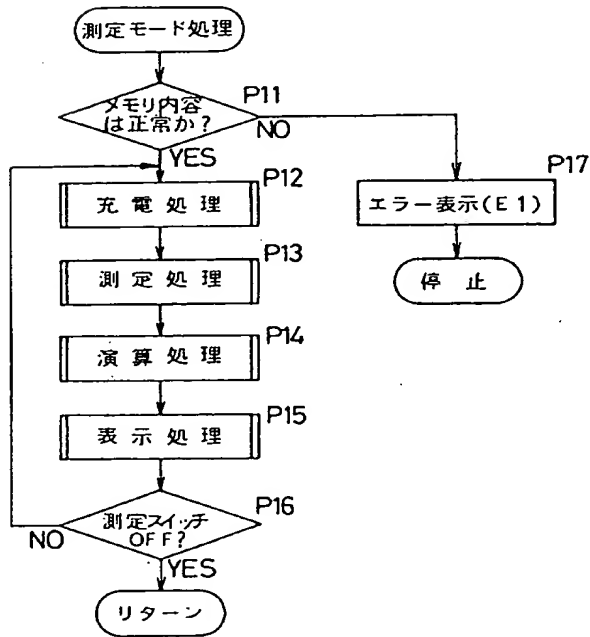 測定モード処理
メモリ内容
は正常か?
P11
NO
YES
P12
充電処理
P17
エラー表示(E1)
P13
測定処理
停止
P14
演算処理
P15
表示処理
P16
測定スイッチ
OFF?
NO
YES
リターン